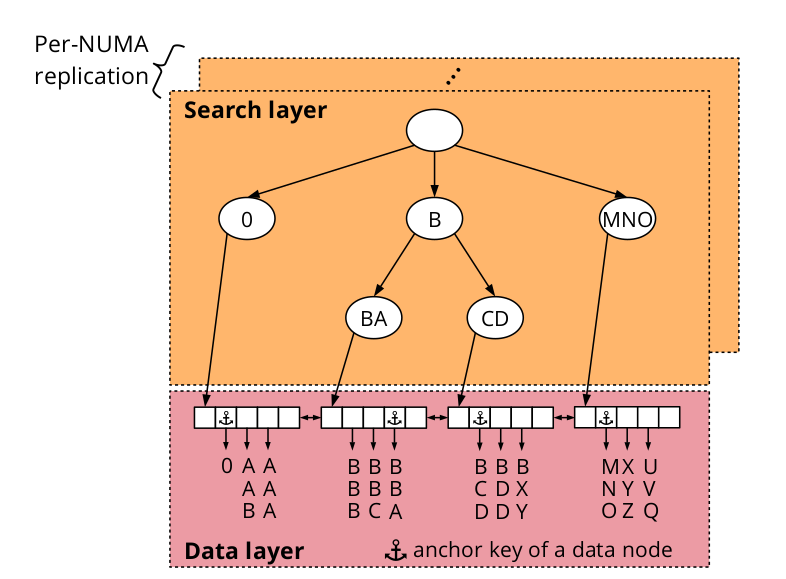 Per-NUMA
replication
Search layer
0
B
MNO
BA
CD
0 A A B B B B B B M X U
A A B B B C D X N Y V
B A B C A D D Y O Z Q
Data layer
anchor key of a data node